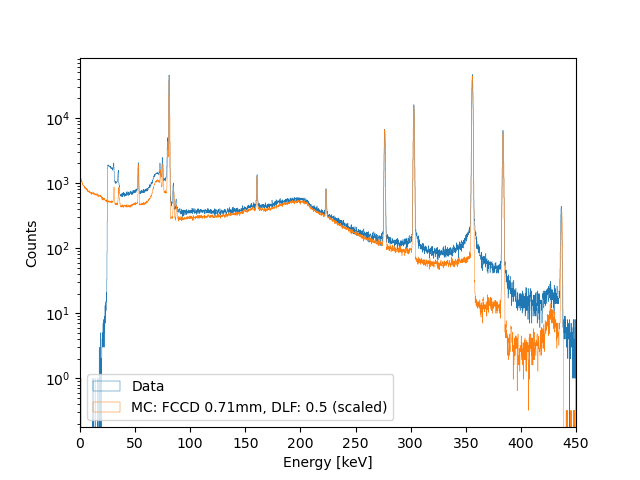 Counts
10⁴
10³
10²
10¹
10⁰
Data
MC: FCCD 0.71mm, DLF: 0.5 (scaled)
0 50 100 150 200 250 300 350 400 450
Energy [keV]